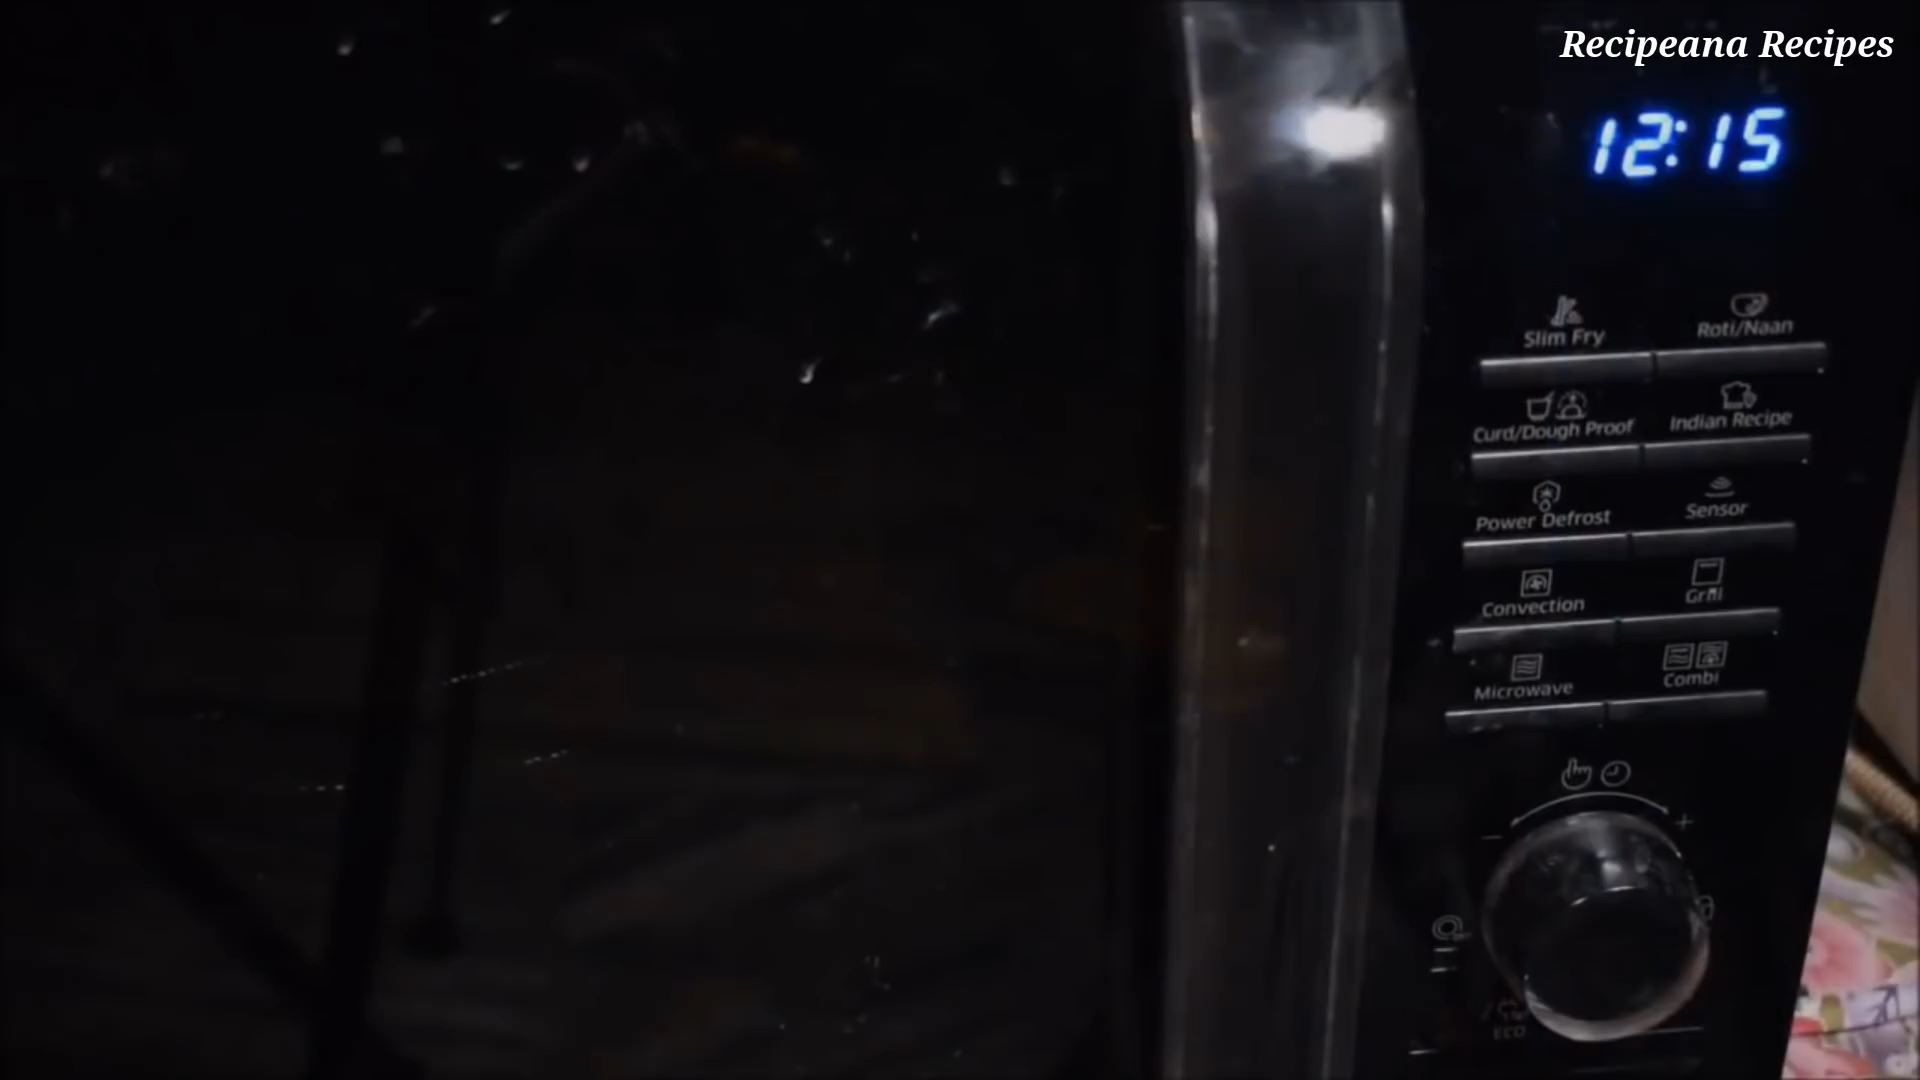 Recipeana Recipes
12:15
Slim Fry
Roti/Naan
Curd/Dough Proof
Indian Recipe
Power Defrost
Sensor
Convection
Grill
Microwave
Combi
- +
ECO